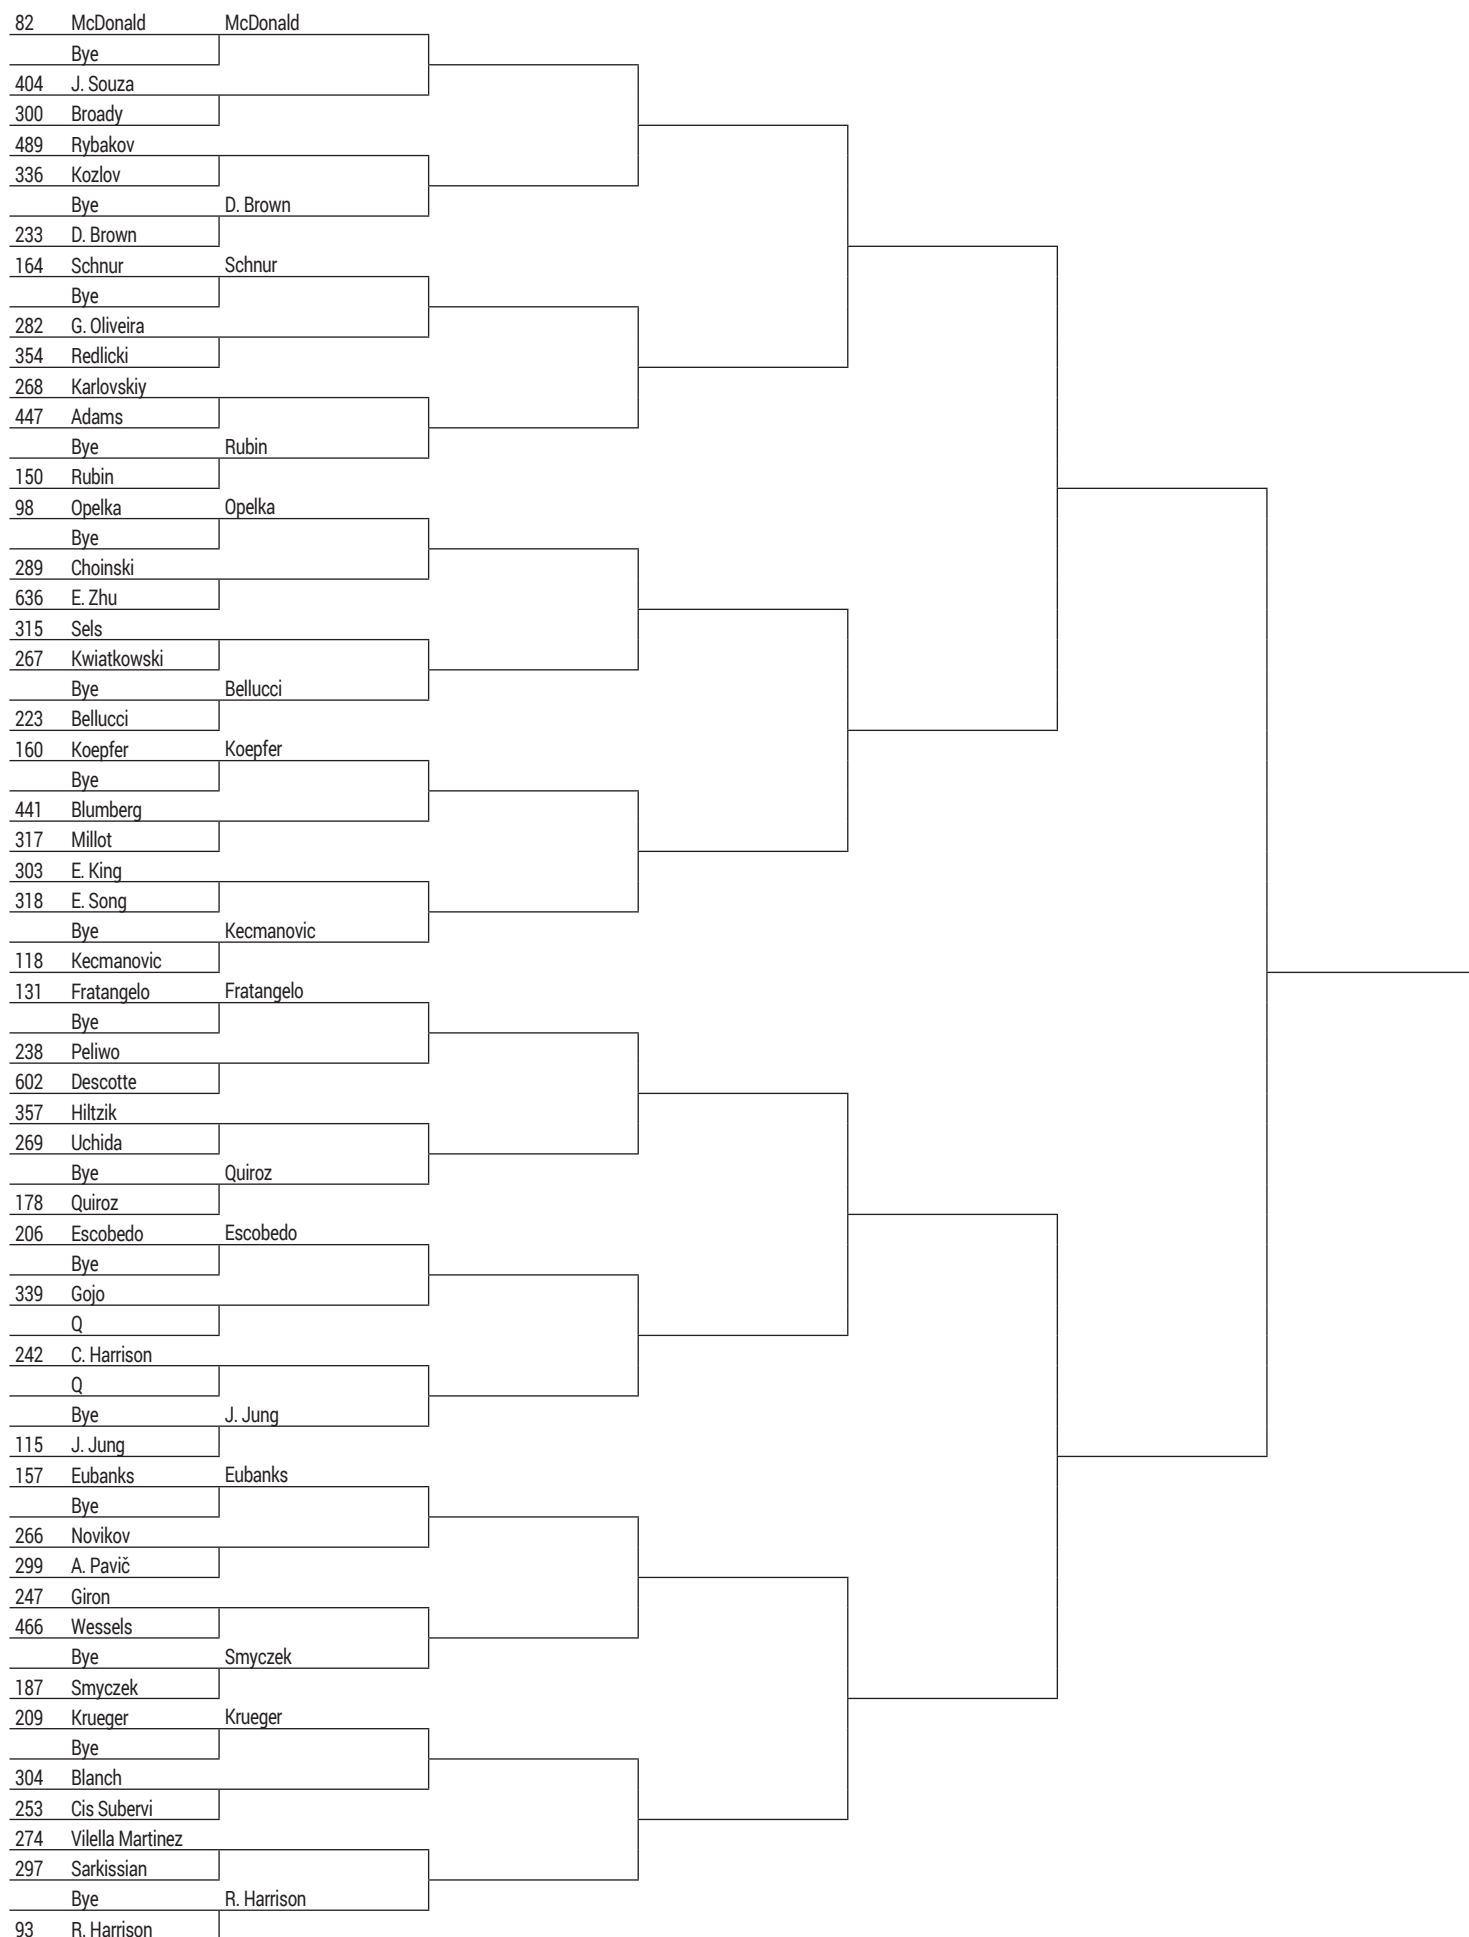 82 McDonald McDonald
Bye
404 J. Souza
300 Broady
489 Rybakov
336 Kozlov
Bye D. Brown
233 D. Brown
164 Schnur Schnur
Bye
282 G. Oliveira
354 Redlicki
268 Karlovskiy
447 Adams
Bye Rubin
150 Rubin
98 Opelka Opelka
Bye
289 Choinski
636 E. Zhu
315 Sels
267 Kwiatkowski
Bye Bellucci
223 Bellucci
160 Koepfer Koepfer
Bye
441 Blumberg
317 Millot
303 E. King
318 E. Song
Bye Kecmanovic
118 Kecmanovic
131 Fratangelo Fratangelo
Bye
238 Peliwo
602 Descotte
357 Hiltzik
269 Uchida
Bye Quiroz
178 Quiroz
206 Escobedo Escobedo
Bye
339 Gojo
Q
242 C. Harrison
Q
Bye J. Jung
115 J. Jung
157 Eubanks Eubanks
Bye
266 Novikov
299 A. Pavič
247 Giron
466 Wessels
Bye Smyczek
187 Smyczek
209 Krueger Krueger
Bye
304 Blanch
253 Cis Subervi
274 Vilella Martinez
297 Sarkissian
Bye R. Harrison
93 R. Harrison